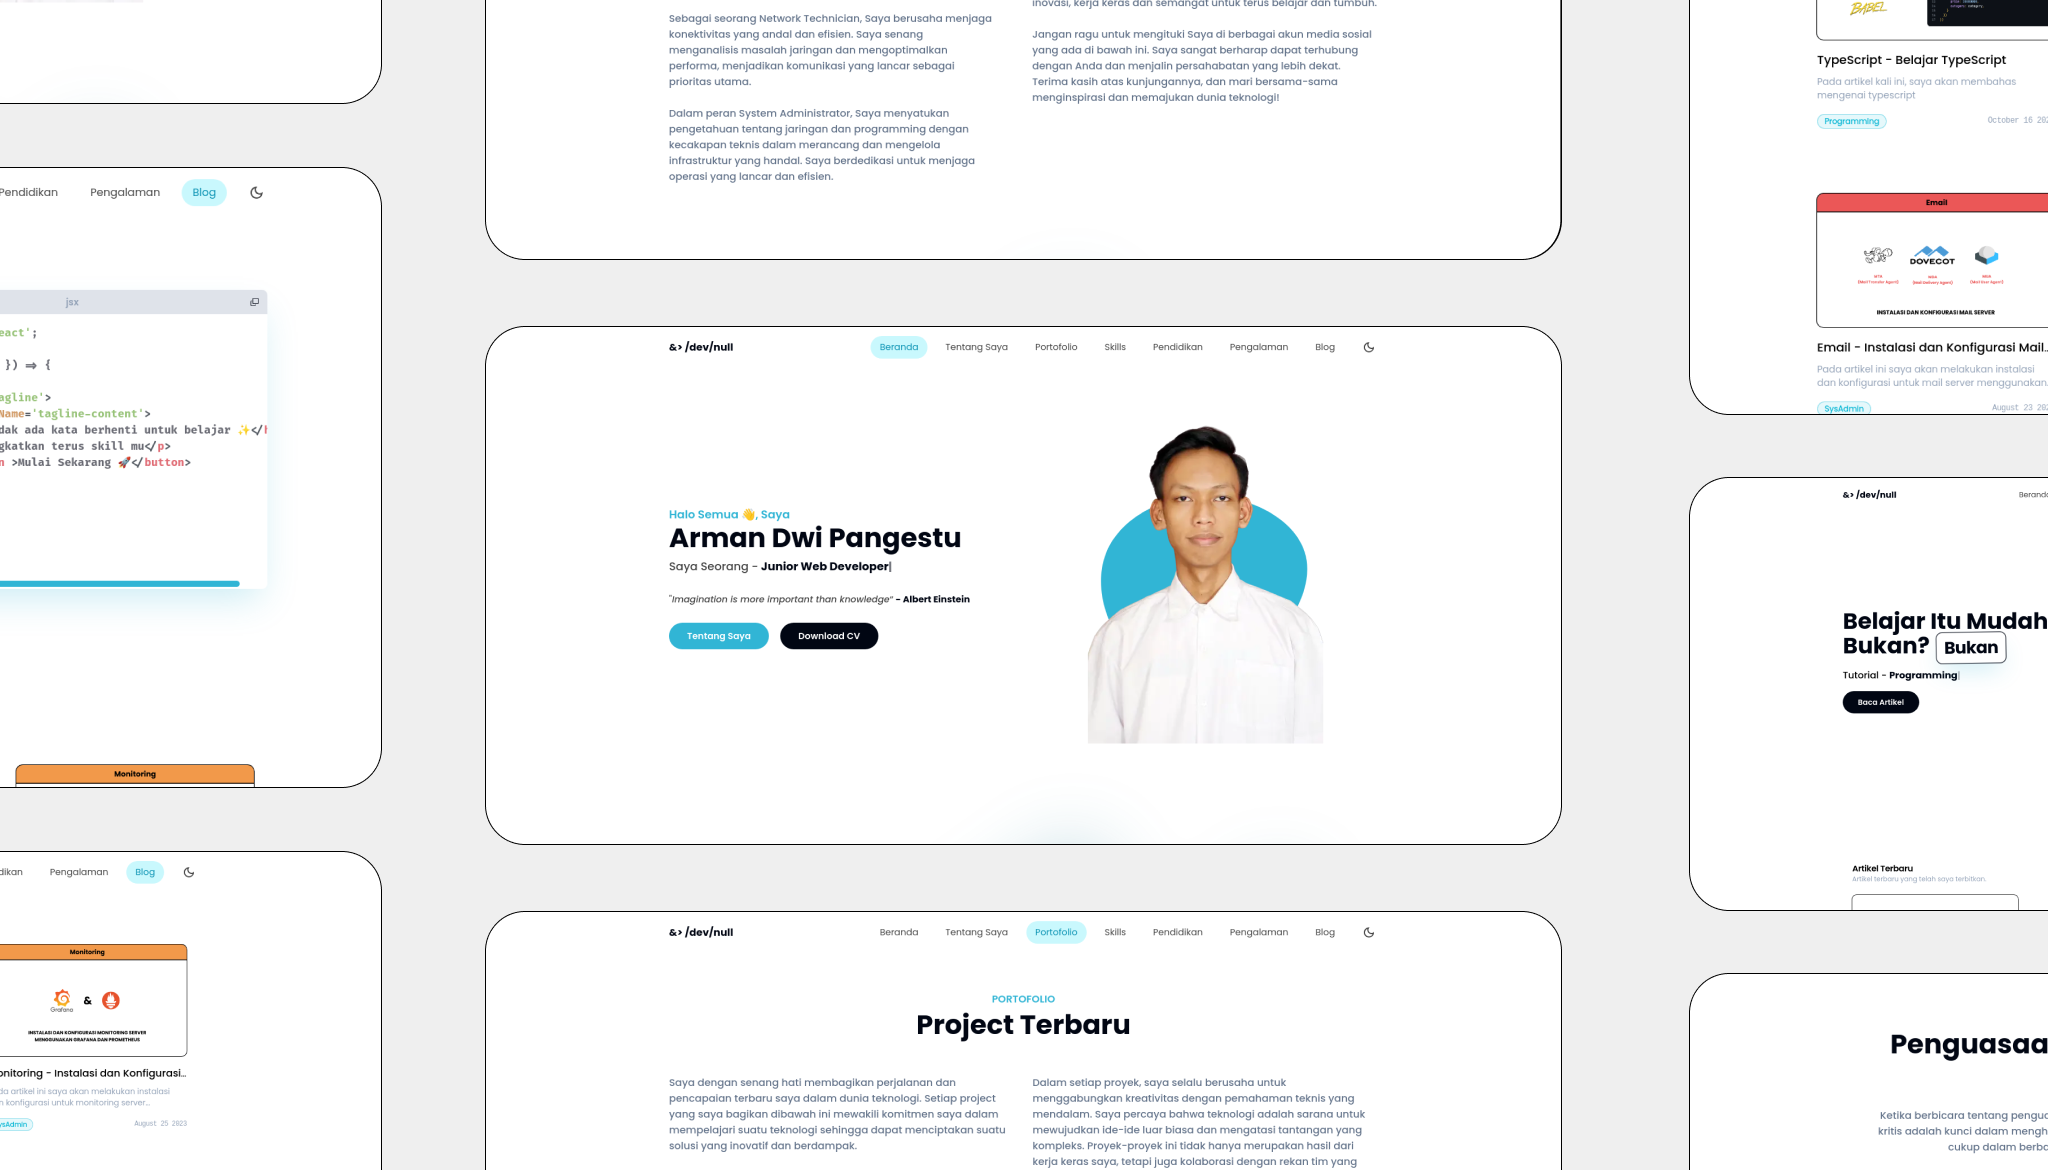 Pendidikan
Pengalaman
Blog
jsx
eact';
}) => {
agline'>
Name='tagline-content'>
dak ada kata berhenti untuk belajar ✨</h
gkatkan terus skill mu</p>
n >Mulai Sekarang 🚀</button>
Monitoring
dikan
Pengalaman
Blog
Monitoring
Grafana
&
INSTALASI DAN KONFIGURASI MONITORING SERVER
MENGGUNAKAN GRAFANA DAN PROMETHEUS
onitoring - Instalasi dan Konfigurasi...
da artikel ini saya akan melakukan instalasi
n konfigurasi untuk monitoring server...
ysAdmin
August 25 2023
Sebagai seorang Network Technician, Saya berusaha menjaga
konektivitas yang andal dan efisien. Saya senang
menganalisis masalah jaringan dan mengoptimalkan
performa, menjadikan komunikasi yang lancar sebagai
prioritas utama.
Dalam peran System Administrator, Saya menyatukan
pengetahuan tentang jaringan dan programming dengan
kecakapan teknis dalam merancang dan mengelola
infrastruktur yang handal. Saya berdedikasi untuk menjaga
operasi yang lancar dan efisien.
inovasi, kerja keras dan semangat untuk terus belajar dan tumbuh.
Jangan ragu untuk mengituki Saya di berbagai akun media sosial
yang ada di bawah ini. Saya sangat berharap dapat terhubung
dengan Anda dan menjalin persahabatan yang lebih dekat.
Terima kasih atas kunjungannya, dan mari bersama-sama
menginspirasi dan memajukan dunia teknologi!
&> /dev/null
Beranda
Tentang Saya
Portofolio
Skills
Pendidikan
Pengalaman
Blog
Halo Semua 👋, Saya
Arman Dwi Pangestu
Saya Seorang - Junior Web Developer|
"Imagination is more important than knowledge" - Albert Einstein
Tentang Saya
Download CV
&> /dev/null
Beranda
Tentang Saya
Portofolio
Skills
Pendidikan
Pengalaman
Blog
PORTOFOLIO
Project Terbaru
Saya dengan senang hati membagikan perjalanan dan
pencapaian terbaru saya dalam dunia teknologi. Setiap project
yang saya bagikan dibawah ini mewakili komitmen saya dalam
mempelajari suatu teknologi sehingga dapat menciptakan suatu
solusi yang inovatif dan berdampak.
Dalam setiap proyek, saya selalu berusaha untuk
menggabungkan kreativitas dengan pemahaman teknis yang
mendalam. Saya percaya bahwa teknologi adalah sarana untuk
mewujudkan ide-ide luar biasa dan mengatasi tantangan yang
kompleks. Proyek-proyek ini tidak hanya merupakan hasil dari
kerja keras saya, tetapi juga kolaborasi dengan rekan tim yang
BABEL
TypeScript - Belajar TypeScript
Pada artikel kali ini, saya akan membahas
mengenai typescript
Programming
October 16 202
Email
DOVECOT
MTA
(Mail Transfer Agent)
MDA
(Mail Delivery Agent)
MUA
(Mail User Agent)
INSTALASI DAN KONFIGURASI MAIL SERVER
Email - Instalasi dan Konfigurasi Mail...
Pada artikel ini saya akan melakukan instalasi
dan konfigurasi untuk mail server menggunakan...
SysAdmin
August 23 202
&> /dev/null
Beranda
Belajar Itu Mudah
Bukan? Bukan
Tutorial - Programming|
Baca Artikel
Artikel Terbaru
Artikel terbaru yang telah saya terbitkan.
Penguasaa
Ketika berbicara tentang pengua
kritis adalah kunci dalam mengh
cukup dalam berba